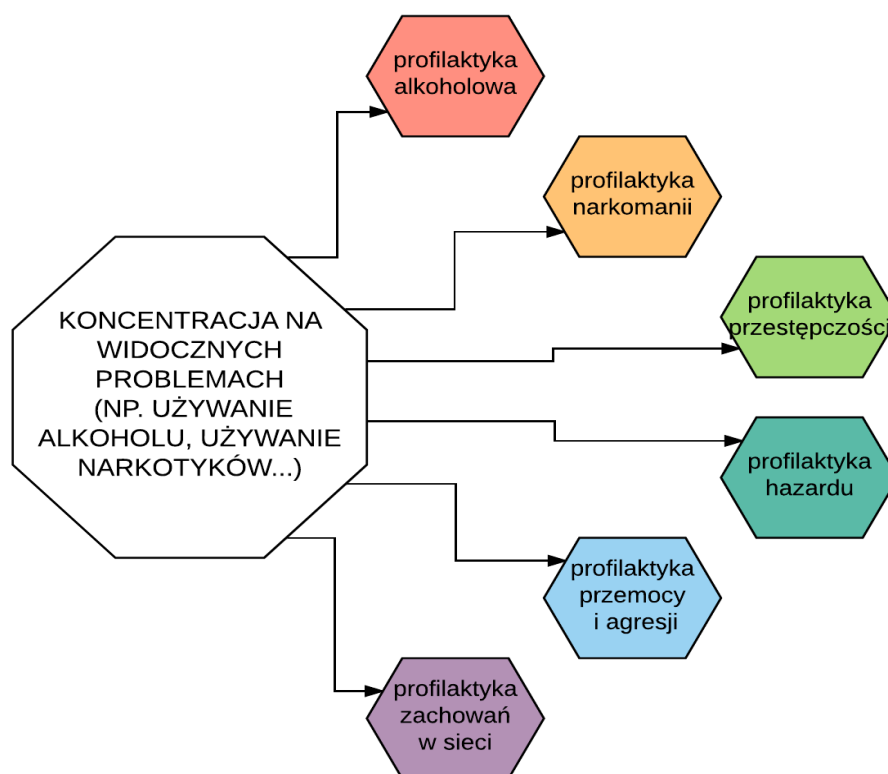 profilaktyka
alkoholowa
profilaktyka
narkomanii
profilaktyka
przestępczości
KONCENTRACJA NA
WIDOCZNYCH
PROBLEMACH
(NP. UŻYWANIE
ALKOHOLU, UŻYWANIE
NARKOTYKÓW...)
profilaktyka
hazardu
profilaktyka
przemocy
i agresji
profilaktyka
zachowań
w sieci